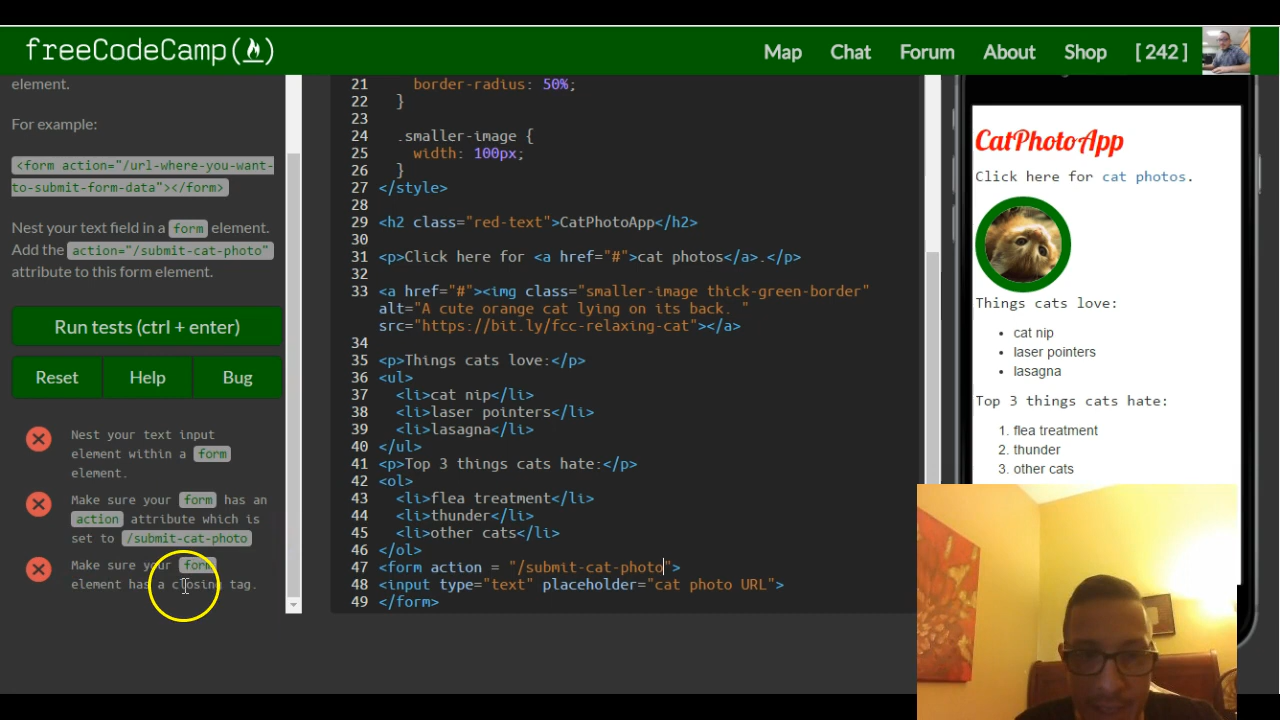 freeCodeCamp
Map
Chat
Forum
About
Shop
[ 242 ]
element.
For example:
<form action="/url-where-you-want-
to-submit-form-data"></form>
Nest your text field in a form element.
Add the action="/submit-cat-photo"
attribute to this form element.
Run tests (ctrl + enter)
Reset
Help
Bug
Nest your text input
element within a form
element.
Make sure your form has an
action attribute which is
set to /submit-cat-photo
Make sure your form
element has a closing tag.
21 border-radius: 50%;
22 }
23
24 .smaller-image {
25 width: 100px;
26 }
27 </style>
28
29 <h2 class="red-text">CatPhotoApp</h2>
30
31 <p>Click here for <a href="#">cat photos</a>.</p>
32
33 <a href="#"><img class="smaller-image thick-green-border"
alt="A cute orange cat lying on its back. "
src="https://bit.ly/fcc-relaxing-cat"></a>
34
35 <p>Things cats love:</p>
36 <ul>
37 <li>cat nip</li>
38 <li>laser pointers</li>
39 <li>lasagna</li>
40 </ul>
41 <p>Top 3 things cats hate:</p>
42 <ol>
43 <li>flea treatment</li>
44 <li>thunder</li>
45 <li>other cats</li>
46 </ol>
47 <form action = "/submit-cat-photo">
48 <input type="text" placeholder="cat photo URL">
49 </form>
CatPhotoApp
Click here for cat photos.
Things cats love:
• cat nip
• laser pointers
• lasagna
Top 3 things cats hate:
1. flea treatment
2. thunder
3. other cats